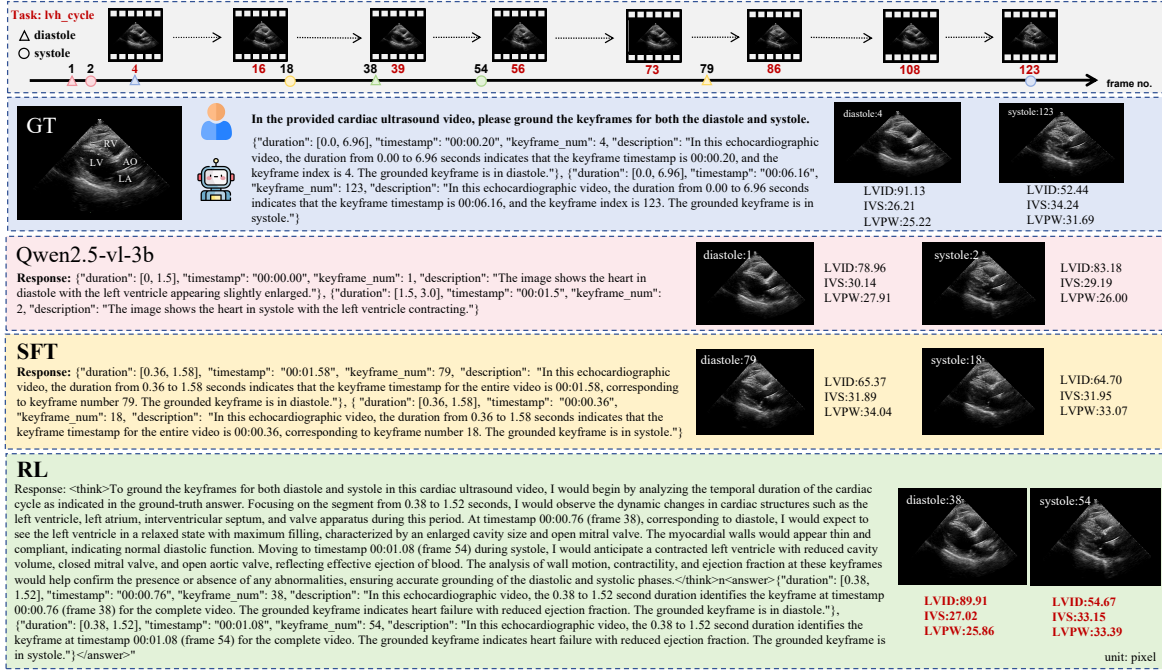 Task: lvh_cycle
diastole
systole
1 2 4 16 18 38 39 54 56 73 79 86 108 123
frame no.
GT
RV
LV
AO
LA
In the provided cardiac ultrasound video, please ground the keyframes for both the diastole and systole.
{"duration": [0.0, 6.96], "timestamp": "00:00.20", "keyframe_num": 4, "description": "In this echocardiographic
video, the duration from 0.00 to 6.96 seconds indicates that the keyframe timestamp is 00:00.20, and the
keyframe index is 4. The grounded keyframe is in diastole."}, {"duration": [0.0, 6.96], "timestamp": "00:06.16",
"keyframe_num": 123, "description": "In this echocardiographic video, the duration from 0.00 to 6.96 seconds
indicates that the keyframe timestamp is 00:06.16, and the keyframe index is 123. The grounded keyframe is in
systole."}
diastole:4
LVID:91.13
IVS:26.21
LVPW:25.22
systole:123
LVID:52.44
IVS:34.24
LVPW:31.69
Qwen2.5-vl-3b
Response: {"duration": [0, 1.5], "timestamp": "00:00.00", "keyframe_num": 1, "description": "The image shows the heart in
diastole with the left ventricle appearing slightly enlarged."}, {"duration": [1.5, 3.0], "timestamp": "00:01.5", "keyframe_num":
2, "description": "The image shows the heart in systole with the left ventricle contracting."}
diastole:1
LVID:78.96
IVS:30.14
LVPW:27.91
systole:2
LVID:83.18
IVS:29.19
LVPW:26.00
SFT
Response: {"duration": [0.36, 1.58], "timestamp": "00:01.58", "keyframe_num": 79, "description": "In this echocardiographic
video, the duration from 0.36 to 1.58 seconds indicates that the keyframe timestamp for the entire video is 00:01.58, corresponding
to keyframe number 79. The grounded keyframe is in diastole."}, { "duration": [0.36, 1.58], "timestamp": "00:00.36",
"keyframe_num": 18, "description": "In this echocardiographic video, the duration from 0.36 to 1.58 seconds indicates that the
keyframe timestamp for the entire video is 00:00.36, corresponding to keyframe number 18. The grounded keyframe is in systole."}
diastole:79
LVID:65.37
IVS:31.89
LVPW:34.04
systole:18
LVID:64.70
IVS:31.95
LVPW:33.07
RL
Response: <think>To ground the keyframes for both diastole and systole in this cardiac ultrasound video, I would begin by analyzing the temporal duration of the cardiac
cycle as indicated in the ground-truth answer. Focusing on the segment from 0.38 to 1.52 seconds, I would observe the dynamic changes in cardiac structures such as the
left ventricle, left atrium, interventricular septum, and valve apparatus during this period. At timestamp 00:00.76 (frame 38), corresponding to diastole, I would expect to
see the left ventricle in a relaxed state with maximum filling, characterized by an enlarged cavity size and open mitral valve. The myocardial walls would appear thin and
compliant, indicating normal diastolic function. Moving to timestamp 00:01.08 (frame 54) during systole, I would anticipate a contracted left ventricle with reduced cavity
volume, closed mitral valve, and open aortic valve, reflecting effective ejection of blood. The analysis of wall motion, contractility, and ejection fraction at these keyframes
would help confirm the presence or absence of any abnormalities, ensuring accurate grounding of the diastolic and systolic phases.</think>n<answer>{"duration": [0.38,
1.52], "timestamp": "00:00.76", "keyframe_num": 38, "description": "In this echocardiographic video, the 0.38 to 1.52 second duration identifies the keyframe at timestamp
00:00.76 (frame 38) for the complete video. The grounded keyframe indicates heart failure with reduced ejection fraction. The grounded keyframe is in diastole."},
{"duration": [0.38, 1.52], "timestamp": "00:01.08", "keyframe_num": 54, "description": "In this echocardiographic video, the 0.38 to 1.52 second duration identifies the
keyframe at timestamp 00:01.08 (frame 54) for the complete video. The grounded keyframe indicates heart failure with reduced ejection fraction. The grounded keyframe is in
systole."}</answer>"
diastole:38
LVID:89.91
IVS:27.02
LVPW:25.86
systole:54
LVID:54.67
IVS:33.15
LVPW:33.39
unit: pixel